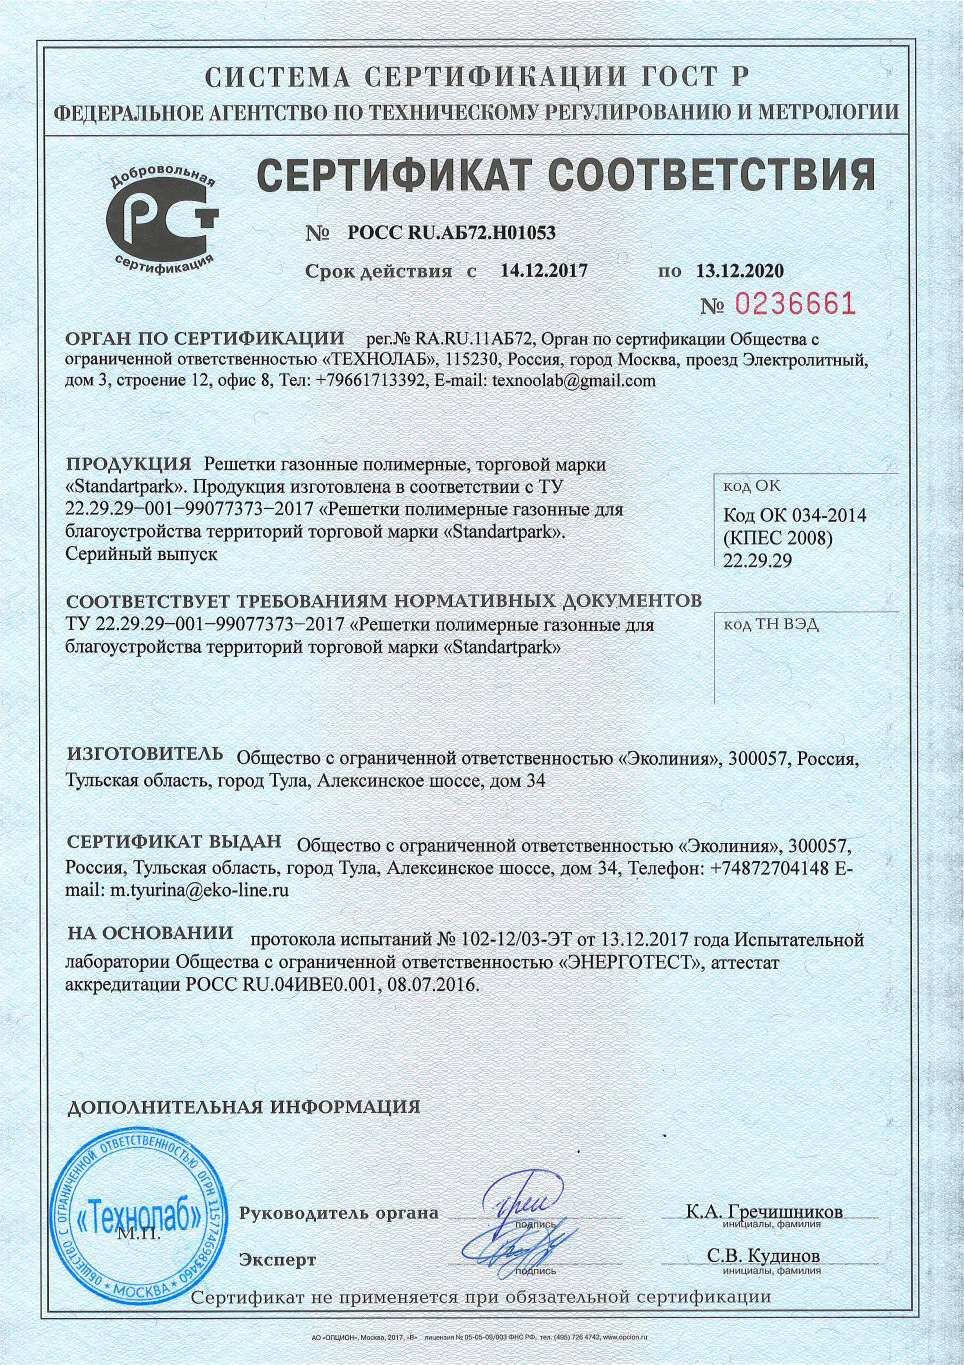 СИСТЕМА СЕРТИФИКАЦИИ ГОСТ Р
ФЕДЕРАЛЬНОЕ АГЕНТСТВО ПО ТЕХНИЧЕСКОМУ РЕГУЛИРОВАНИЮ И МЕТРОЛОГИИ
Добровольная
РСТ
сертификация
СЕРТИФИКАТ СООТВЕТСТВИЯ
№ РОСС RU.АБ72.Н01053
Срок действия с 14.12.2017 по 13.12.2020
№ 0236661
ОРГАН ПО СЕРТИФИКАЦИИ рег.№ RA.RU.11АБ72, Орган по сертификации Общества с
ограниченной ответственностью «ТЕХНОЛАБ», 115230, Россия, город Москва, проезд Электролитный,
дом 3, строение 12, офис 8, Тел: +79661713392, E-mail: texnoolab@gmail.com
ПРОДУКЦИЯ Решетки газонные полимерные, торговой марки
«Standartpark». Продукция изготовлена в соответствии с ТУ
22.29.29−001−99077373−2017 «Решетки полимерные газонные для
благоустройства территорий торговой марки «Standartpark».
Серийный выпуск
код ОК
Код ОК 034-2014
(КПЕС 2008)
22.29.29
СООТВЕТСТВУЕТ ТРЕБОВАНИЯМ НОРМАТИВНЫХ ДОКУМЕНТОВ
ТУ 22.29.29−001−99077373−2017 «Решетки полимерные газонные для
благоустройства территорий торговой марки «Standartpark»
код ТН ВЭД
ИЗГОТОВИТЕЛЬ Общество с ограниченной ответственностью «Эколиния», 300057, Россия,
Тульская область, город Тула, Алексинское шоссе, дом 34
СЕРТИФИКАТ ВЫДАН Общество с ограниченной ответственностью «Эколиния», 300057,
Россия, Тульская область, город Тула, Алексинское шоссе, дом 34, Телефон: +74872704148 E-
mail: m.tyurina@eko-line.ru
НА ОСНОВАНИИ протокола испытаний № 102-12/03-ЭТ от 13.12.2017 года Испытательной
лаборатории Общества с ограниченной ответственностью «ЭНЕРГОТЕСТ», аттестат
аккредитации РОСС RU.04ИВЕ0.001, 08.07.2016.
ДОПОЛНИТЕЛЬНАЯ ИНФОРМАЦИЯ
ОБЩЕСТВО С ОГРАНИЧЕННОЙ ОТВЕТСТВЕННОСТЬЮ ОГРН 1157746983460
«Технолаб»
М.П.
* МОСКВА *
Руководитель органа
подпись
К.А. Гречишников
инициалы, фамилия
Эксперт
подпись
С.В. Кудинов
инициалы, фамилия
Сертификат не применяется при обязательной сертификации
АО «ОПЦИОН», Москва, 2017, «В» лицензия № 05-05-09/003 ФНС РФ, тел. (495) 726 4742, www.opcion.ru